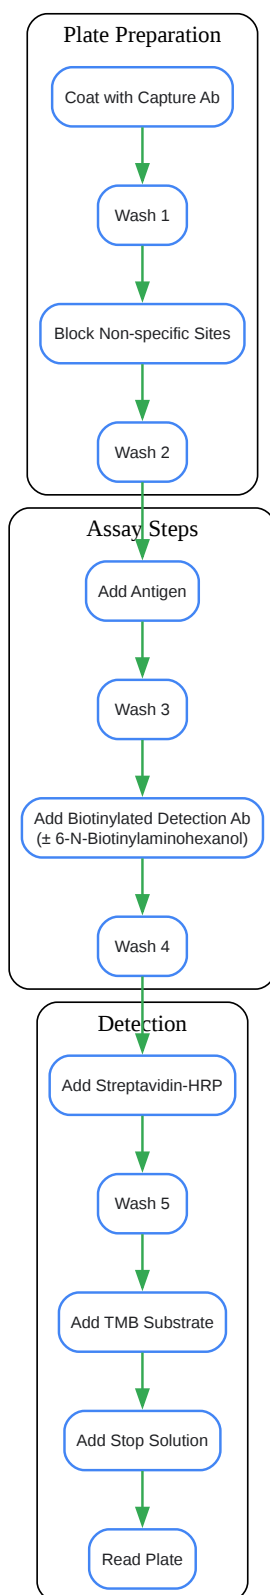 Plate Preparation
Coat with Capture Ab
Wash 1
Block Non-specific Sites
Wash 2
Assay Steps
Add Antigen
Wash 3
Add Biotinylated Detection Ab
(± 6-N-Biotinylaminohexanol)
Wash 4
Detection
Add Streptavidin-HRP
Wash 5
Add TMB Substrate
Add Stop Solution
Read Plate